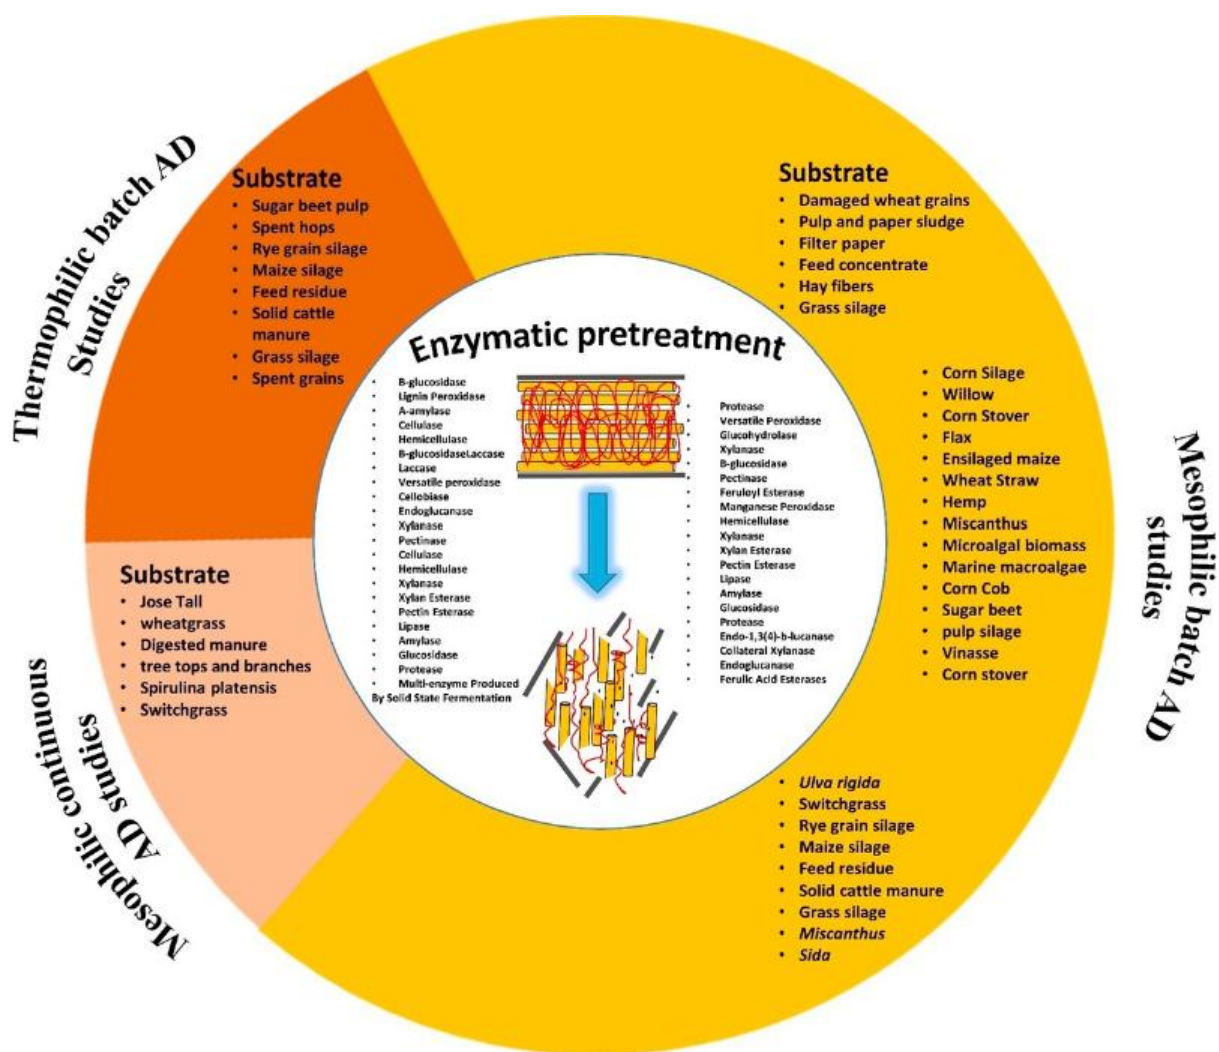 Thermophilic batch AD
Studies
Substrate
• Sugar beet pulp
• Spent hops
• Rye grain silage
• Maize silage
• Feed residue
• Solid cattle
manure
• Grass silage
• Spent grains
Substrate
• Damaged wheat grains
• Pulp and paper sludge
• Filter paper
• Feed concentrate
• Hay fibers
• Grass silage
• Corn Silage
• Willow
• Corn Stover
• Flax
• Ensilaged maize
• Wheat Straw
• Hemp
• Miscanthus
• Microalgal biomass
• Marine macroalgae
• Corn Cob
• Sugar beet
• pulp silage
• Vinasse
• Corn stover
• Ulva rigida
• Switchgrass
• Rye grain silage
• Maize silage
• Feed residue
• Solid cattle manure
• Grass silage
• Miscanthus
• Sida
Mesophilic batch AD
studies
Enzymatic pretreatment
• B-glucosidase
• Lignin Peroxidase
• A-amylase
• Cellulase
• Hemicellulase
• B-glucosidaseLaccase
• Laccase
• Versatile peroxidase
• Cellobiase
• Endoglucanase
• Xylanase
• Pectinase
• Cellulase
• Hemicellulase
• Xylanase
• Xylan Esterase
• Pectin Esterase
• Lipase
• Amylase
• Glucosidase
• Protease
• Multi-enzyme Produced
By Solid State Fermentation
• Protease
• Versatile Peroxidase
• Glucohydrolase
• Xylanase
• B-glucosidase
• Pectinase
• Feruloyl Esterase
• Manganese Peroxidase
• Hemicellulase
• Xylanase
• Xylan Esterase
• Pectin Esterase
• Lipase
• Amylase
• Glucosidase
• Protease
• Endo-1,3(4)-b-lucanase
• Collateral Xylanase
• Endoglucanase
• Ferulic Acid Esterases
Substrate
• Jose Tall
• wheatgrass
• Digested manure
• tree tops and branches
• Spirulina platensis
• Switchgrass
Mesophilic continuous
AD studies